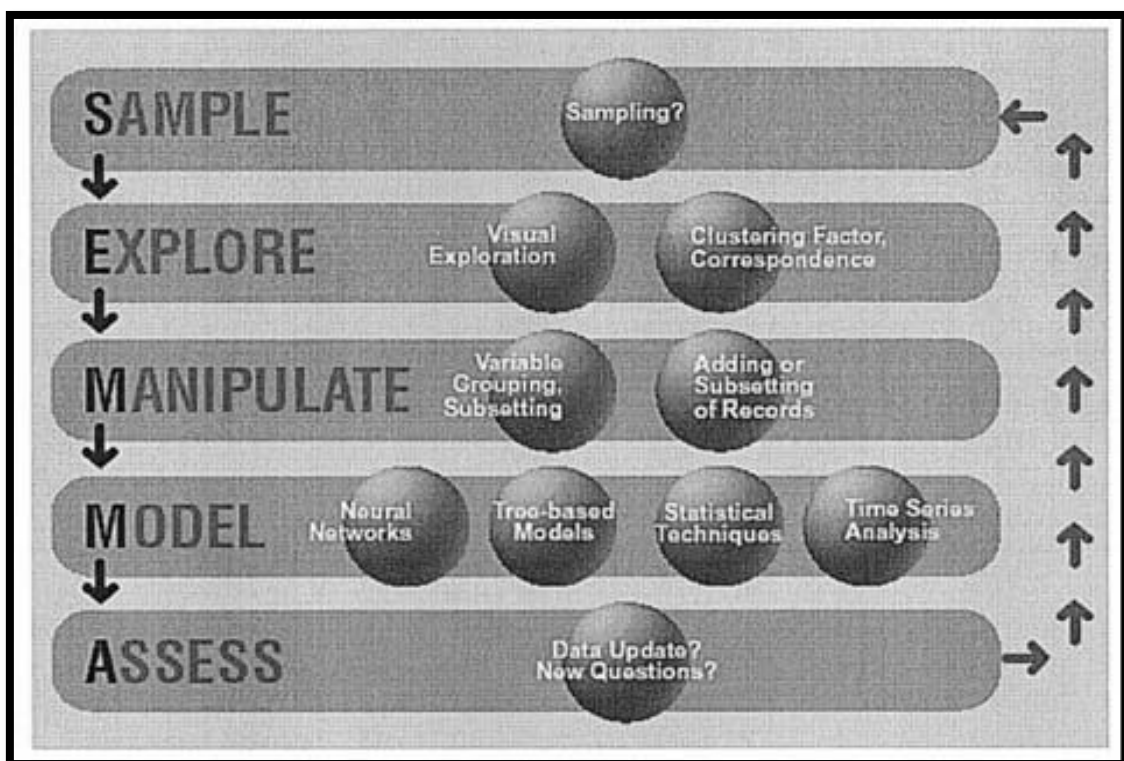 SAMPLE
Sampling?
EXPLORE
Visual
Exploration
Clustering Factor,
Correspondence
MANIPULATE
Variable
Grouping,
Subsetting
Adding or
Subsetting
of Records
MODEL
Neural
Networks
Tree-based
Models
Statistical
Techniques
Time Series
Analysis
ASSESS
Data Update?
New Questions?